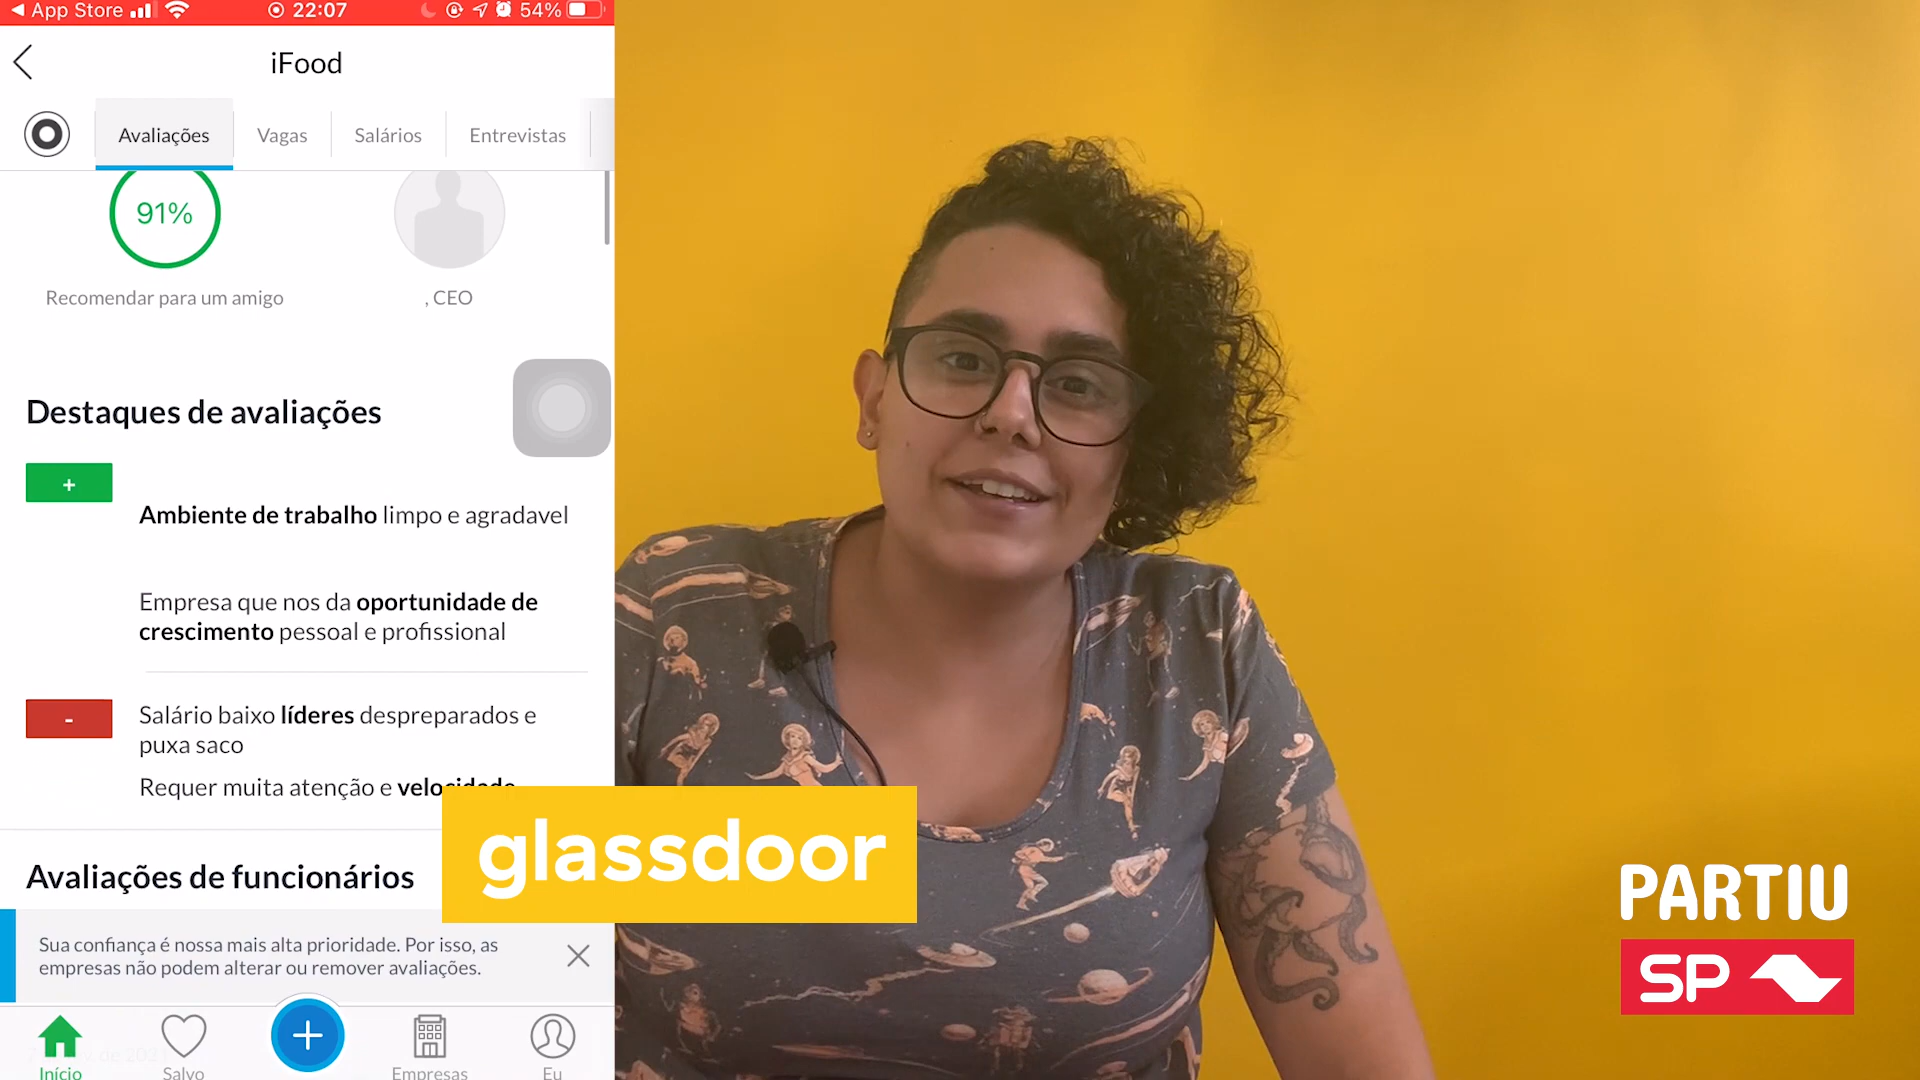 App Store
22:07
54%
iFood
Avaliações
Vagas
Salários
Entrevistas
91%
Recomendar para um amigo
, CEO
Destaques de avaliações
+
Ambiente de trabalho limpo e agradavel
Empresa que nos da oportunidade de
crescimento pessoal e profissional
-
Salário baixo líderes despreparados e
puxa saco
Requer muita atenção e velocidade
glassdoor
Avaliações de funcionários
Sua confiança é nossa mais alta prioridade. Por isso, as
empresas não podem alterar ou remover avaliações.
Início
Salvo
Empresas
Eu
PARTIU
SP